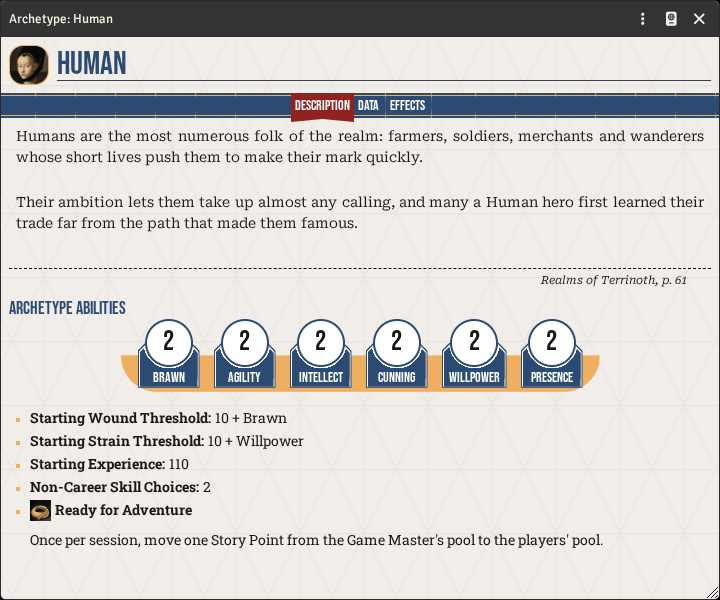 Archetype: Human
HUMAN
DESCRIPTION DATA EFFECTS
Humans are the most numerous folk of the realm: farmers, soldiers, merchants and wanderers
whose short lives push them to make their mark quickly.
Their ambition lets them take up almost any calling, and many a Human hero first learned their
trade far from the path that made them famous.
Realms of Terrinoth, p. 61
ARCHETYPE ABILITIES
2 2 2 2 2 2
BRAWN AGILITY INTELLECT CUNNING WILLPOWER PRESENCE
Starting Wound Threshold: 10 + Brawn
Starting Strain Threshold: 10 + Willpower
Starting Experience: 110
Non-Career Skill Choices: 2
Ready for Adventure
Once per session, move one Story Point from the Game Master's pool to the players' pool.